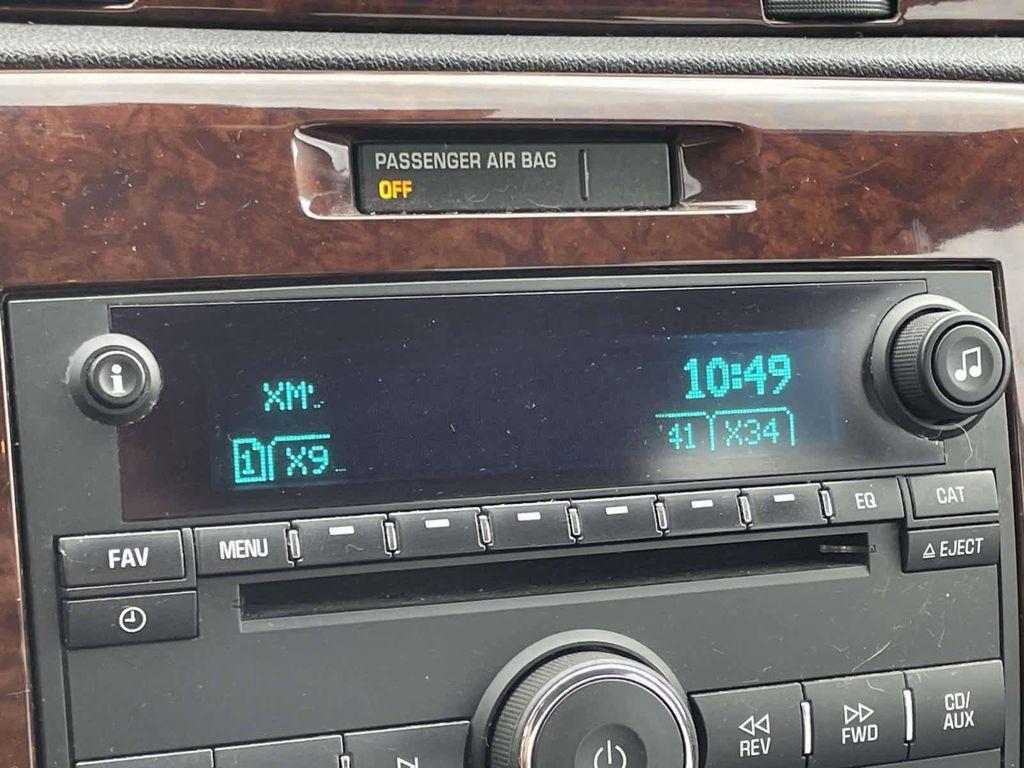 PASSENGER AIR BAG
OFF
i
XM
10:49
1 X9
41 X34
EQ
CAT
FAV
MENU
EJECT
REV
FWD
CD/
AUX